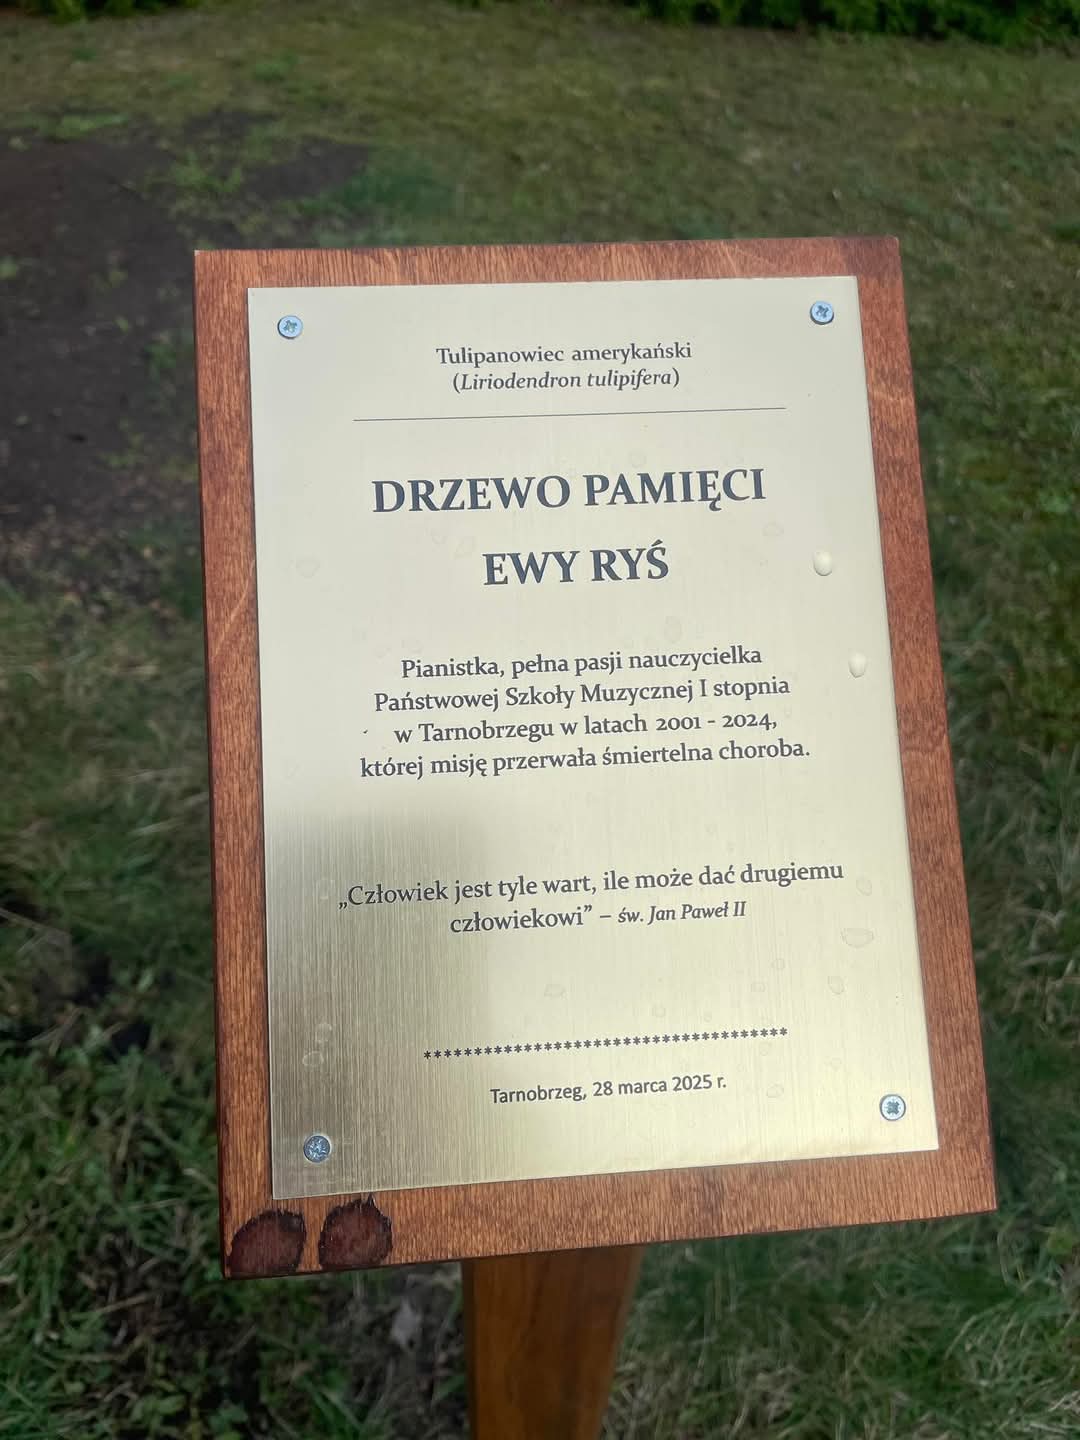 Tulipanowiec amerykański
(Liriodendron tulipifera)
DRZEWO PAMIĘCI
EWY RYŚ
Pianistka, pełna pasji nauczycielka
Państwowej Szkoły Muzycznej I stopnia
w Tarnobrzegu w latach 2001 - 2024,
której misję przerwała śmiertelna choroba.
„Człowiek jest tyle wart, ile może dać drugiemu
człowiekowi” – św. Jan Paweł II
*************************************
Tarnobrzeg, 28 marca 2025 r.